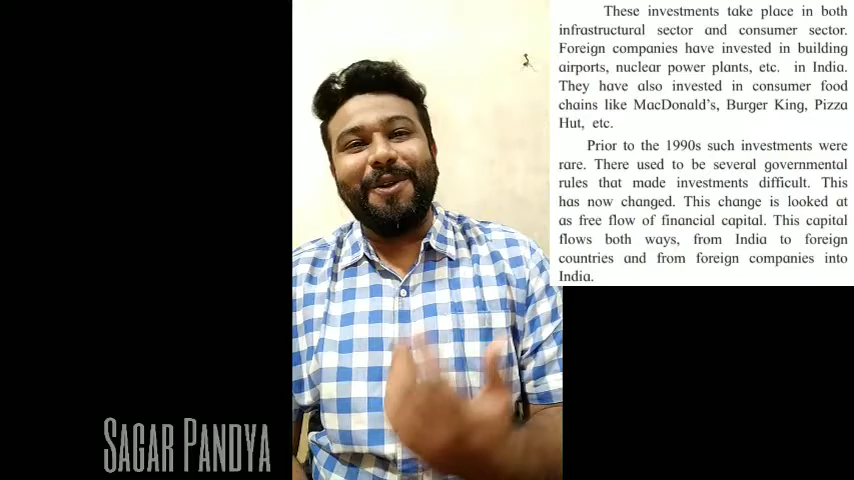 These investments take place in both
infrastructural sector and consumer sector.
Foreign companies have invested in building
airports, nuclear power plants, etc. in India.
They have also invested in consumer food
chains like MacDonald's, Burger King, Pizza
Hut, etc.
Prior to the 1990s such investments were
rare. There used to be several governmental
rules that made investments difficult. This
has now changed. This change is looked at
as free flow of financial capital. This capital
flows both ways, from India to foreign
countries and from foreign companies into
India.
SAGAR PANDYA